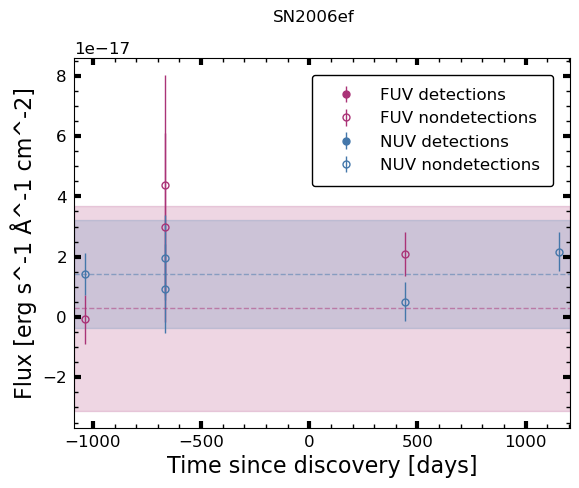 SN2006ef
1e−17
8
6
4
2
0
−2
Flux [erg s^-1 Å^-1 cm^-2]
FUV detections
FUV nondetections
NUV detections
NUV nondetections
−1000 −500 0 500 1000
Time since discovery [days]